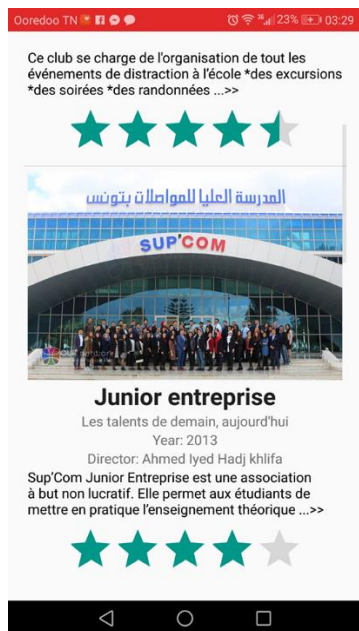 Ooredoo TN 23% 03:29
Ce club se charge de l'organisation de tout les
événements de distraction à l'école *des excursions
*des soirées *des randonnées ...>>
المدرسة العليا للمواصلات بتونس
SUP'COM
Junior entreprise
Les talents de demain, aujourd'hui
Year: 2013
Director: Ahmed Iyed Hadj khlifa
Sup'Com Junior Entreprise est une association
à but non lucratif. Elle permet aux étudiants de
mettre en pratique l'enseignement théorique ...>>